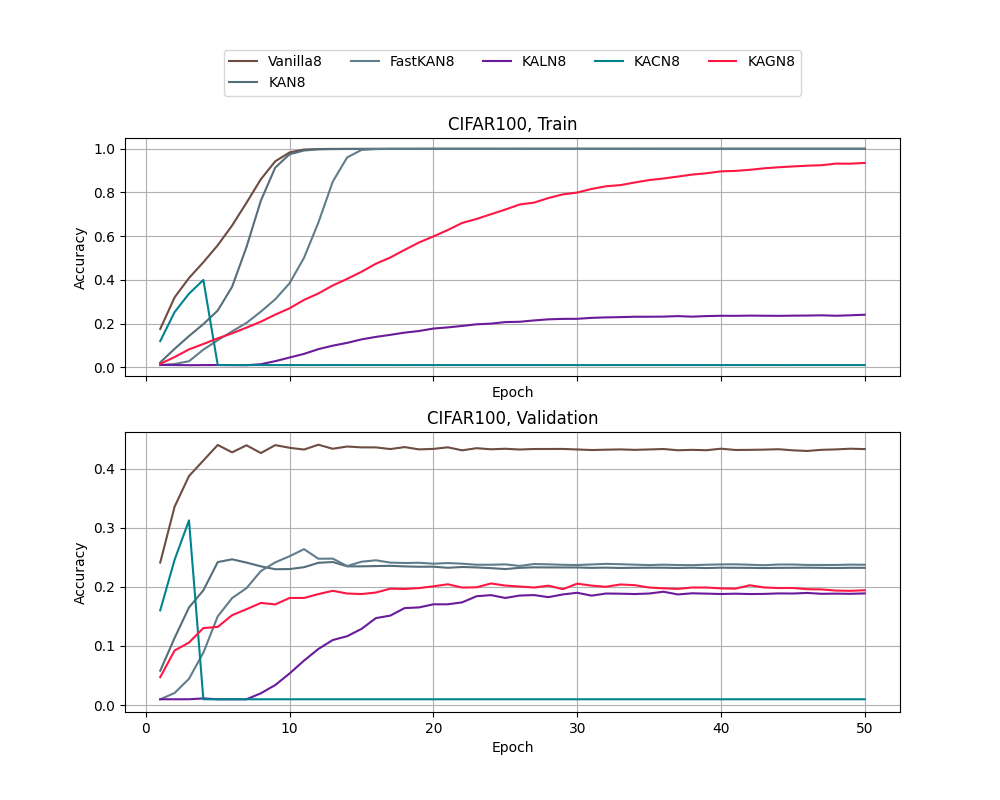 Vanilla8 FastKAN8 KALN8 KACN8 KAGN8
KAN8
CIFAR100, Train
1.0
0.8
0.6
0.4
0.2
0.0
Accuracy
Epoch
CIFAR100, Validation
0.4
0.3
0.2
0.1
0.0
Accuracy
0 10 20 30 40 50
Epoch